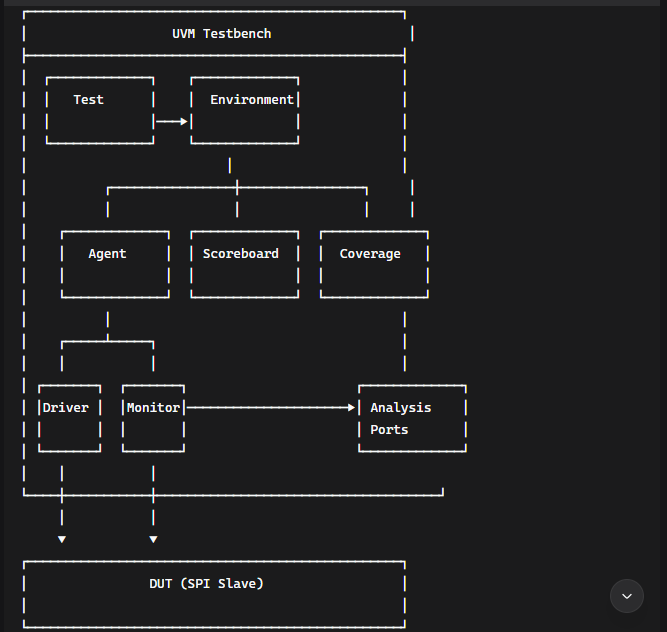 UVM Testbench
Test Environment
Agent Scoreboard Coverage
Driver Monitor Analysis
Ports
DUT (SPI Slave)